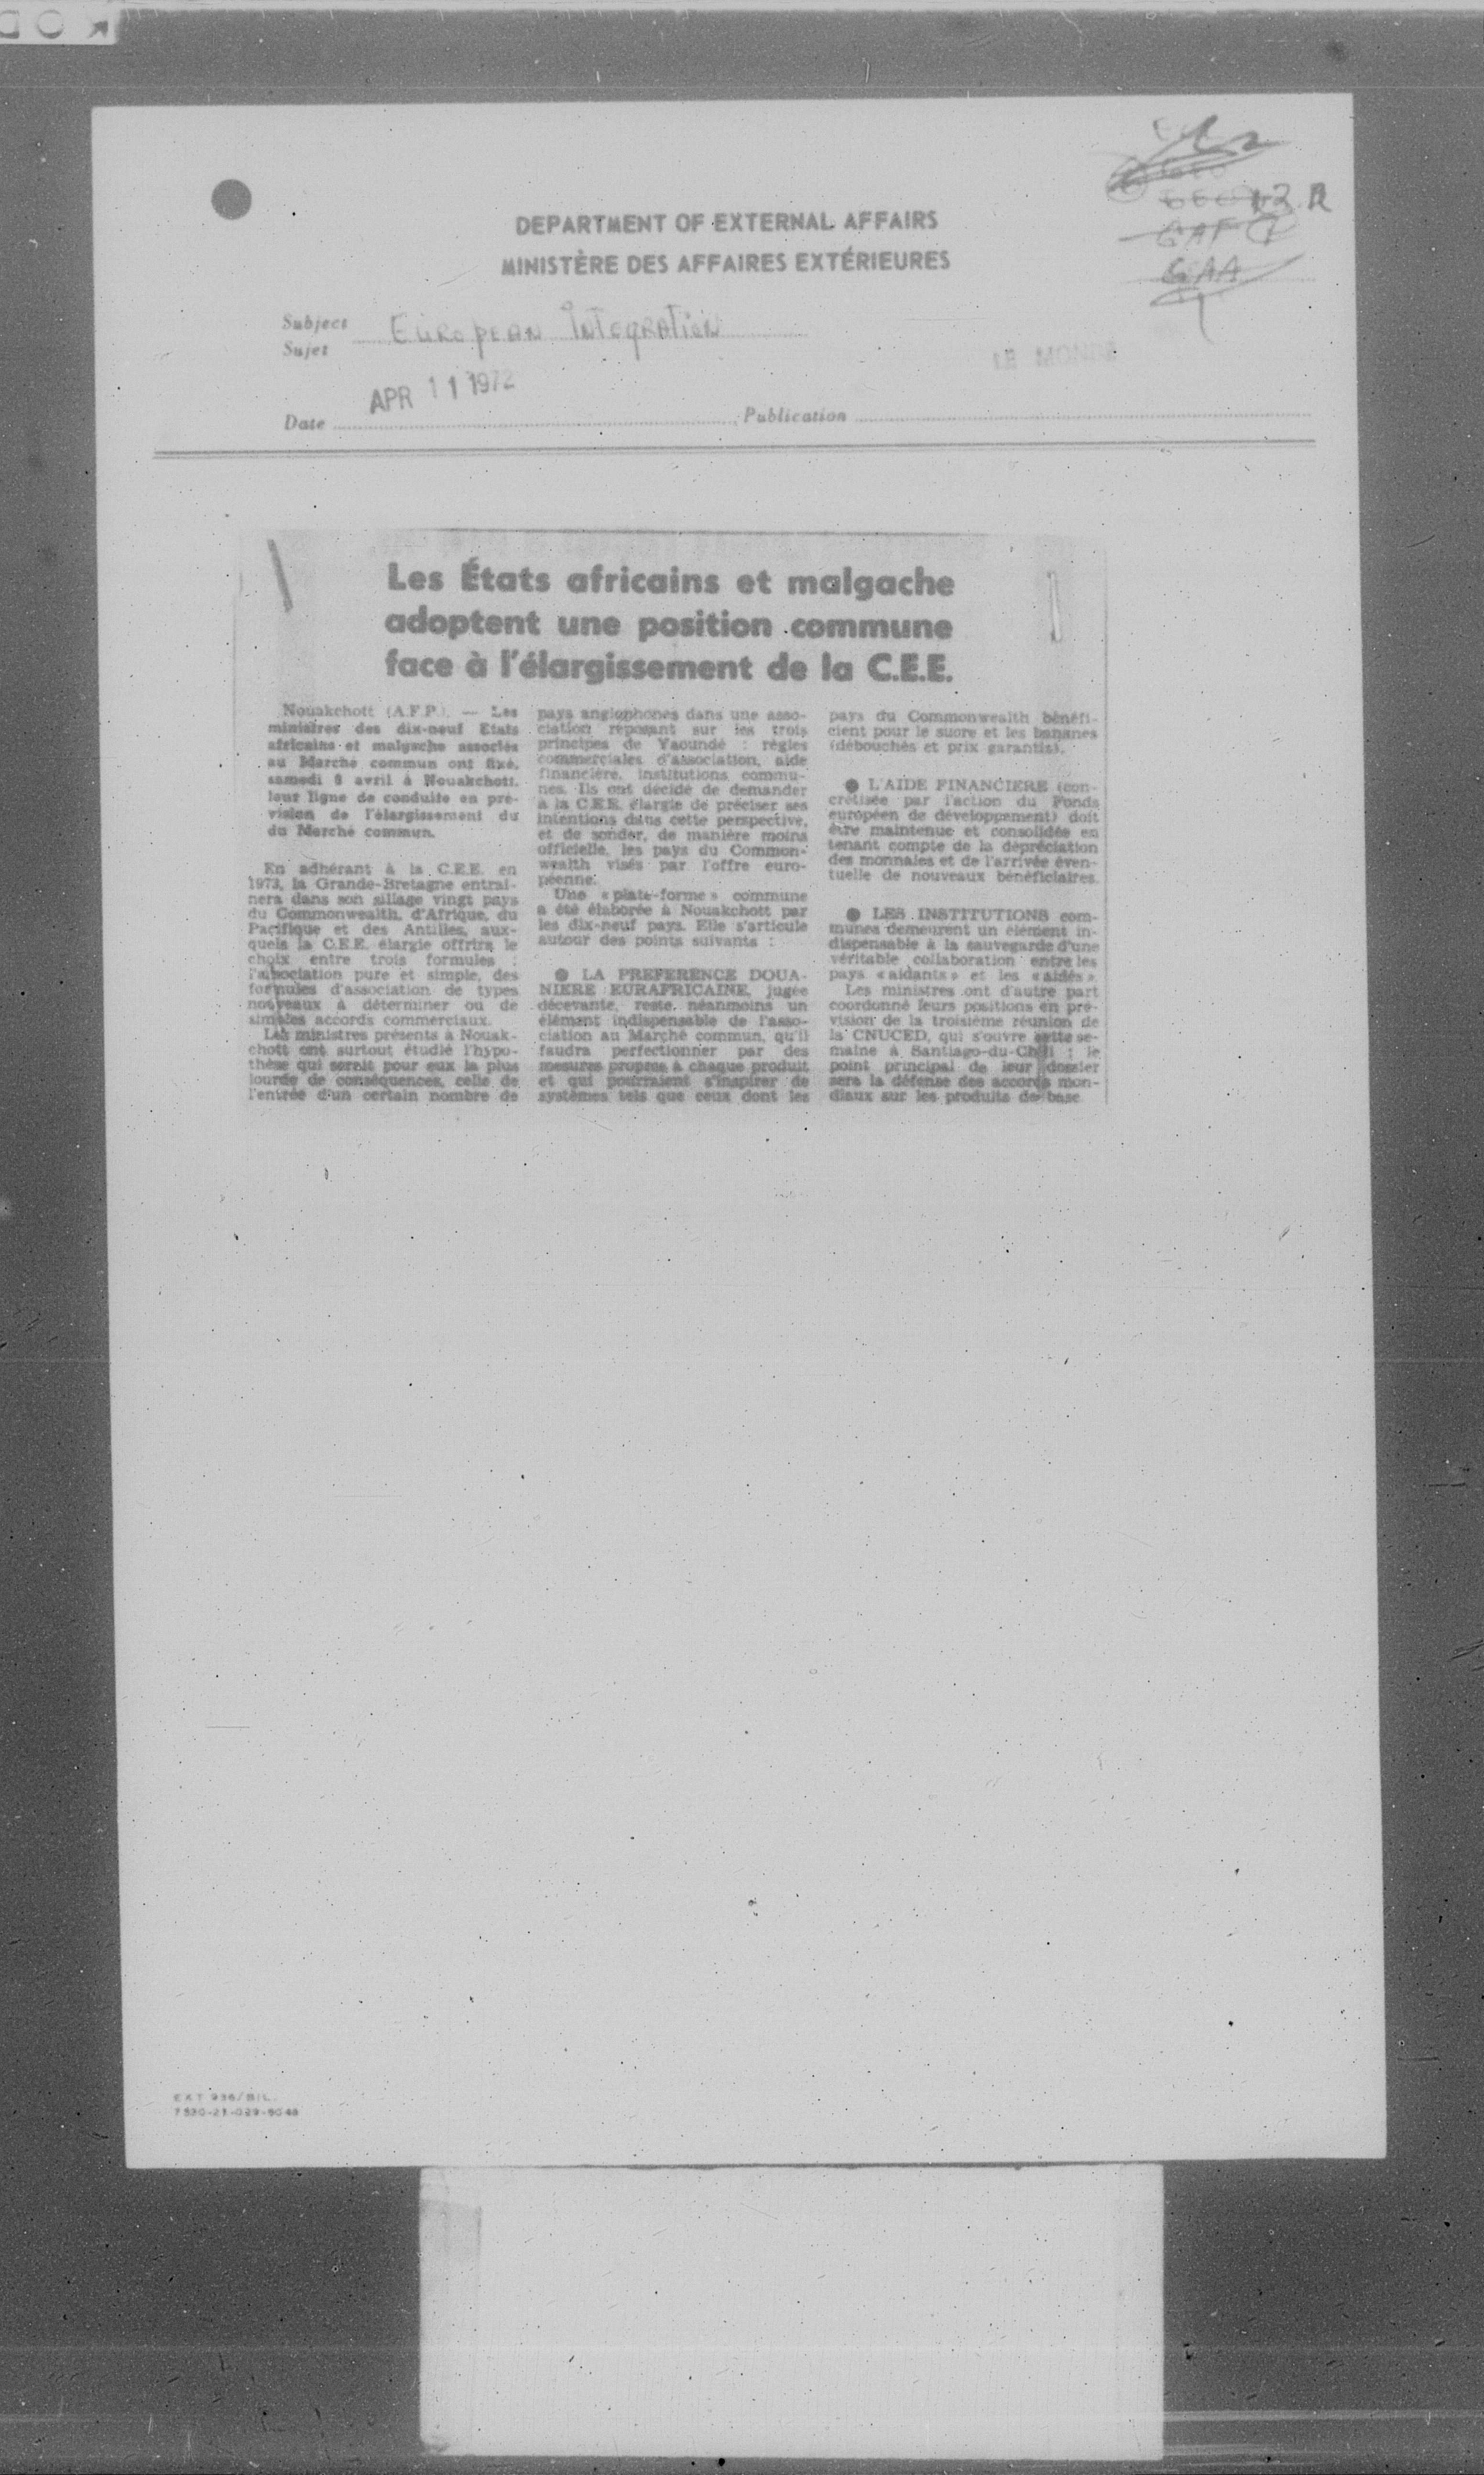 DEPARTMENT OF EXTERNAL AFFAIRS
MINISTÈRE DES AFFAIRES EXTÉRIEURES
Subject
Sujet
EUROPEAN INTEGRATION
LE MONDE
APR 11 1972
Date
Publication
12.R
GAF
GAA
Les États africains et malgache
adoptent une position commune
face à l'élargissement de la C.E.E.
Nouakchott (A.F.P.). — Les
ministres des dix-neuf Etats
africains et malgache associés
au Marché commun ont fixé,
samedi avril à Nouakchott,
leur ligne de conduite en pré-
vision de l'élargissement du
du Marché commun.
En adhérant à la C.E.E. en
1973, la Grande-Bretagne entraî-
nera dans son sillage vingt pays
du Commonwealth, d'Afrique, du
Pacifique et des Antilles, aux-
quels la C.E.E. élargie offrira le
choix entre trois formules :
l'association pure et simple, des
formules d'association de types
nouveaux à déterminer ou de
simples accords commerciaux.
Les ministres présents à Nouak-
chott ont surtout étudié l'hypo-
thèse qui serait pour eux la plus
lourde de conséquences, celle de
l'entrée d'un certain nombre de
pays anglophones dans une asso-
ciation reposant sur les trois
principes de Yaoundé : règles
commerciales d'association, aide
financière, institutions commu-
nes. Ils ont décidé de demander
à la C.E.E. élargie de préciser ses
intentions dans cette perspective,
et de sonder, de manière moins
officielle, les pays du Common-
wealth visés par l'offre euro-
péenne.
Une « plate-forme » commune
a été élaborée à Nouakchott par
les dix-neuf pays. Elle s'articule
autour des points suivants :
● LA PREFERENCE DOUA-
NIERE EURAFRICAINE, jugée
décevante, reste néanmoins un
élément indispensable de l'asso-
ciation au Marché commun, qu'il
faudra perfectionner par des
mesures propres à chaque produit
et qui pourraient s'inspirer de
systèmes tels que ceux dont les
pays du Commonwealth bénéfi-
cient pour le sucre et les bananes
(débouchés et prix garantis).
● L'AIDE FINANCIERE (con-
crétisée par l'action du Fonds
européen de développement) doit
être maintenue et consolidée en
tenant compte de la dépréciation
des monnaies et de l'arrivée éven-
tuelle de nouveaux bénéficiaires.
● LES INSTITUTIONS com-
munes demeurent un élément in-
dispensable à la sauvegarde d'une
véritable collaboration entre les
pays « aidants » et les « aidés ».
Les ministres ont d'autre part
coordonné leurs positions en pré-
vision de la troisième réunion de
la CNUCED, qui s'ouvre cette se-
maine à Santiago-du-Chili ; le
point principal de leur dossier
sera la défense des accords mon-
diaux sur les produits de base.
EXT 236/BIL.
7530-21-029-5048